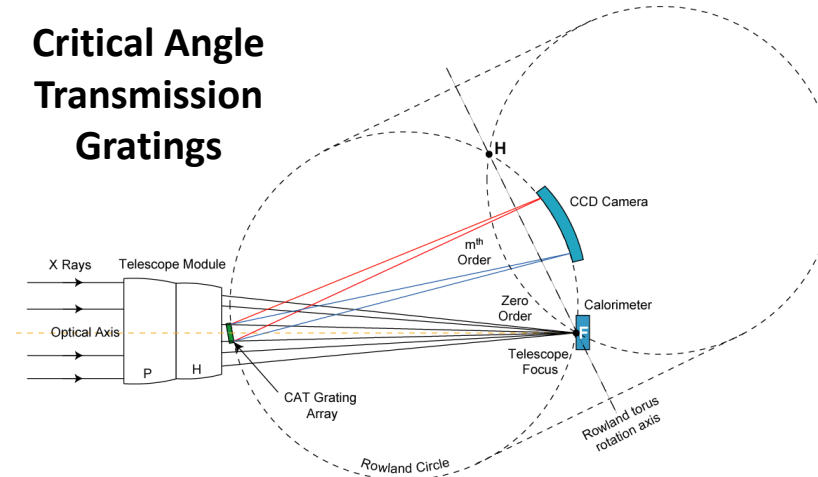 Critical Angle
Transmission
Gratings
H
CCD Camera
mth
Order
X Rays
Telescope Module
Zero
Order
Calorimeter
Optical Axis
F
Telescope
Focus
P
H
CAT Grating
Array
Rowland torus
rotation axis
Rowland Circle